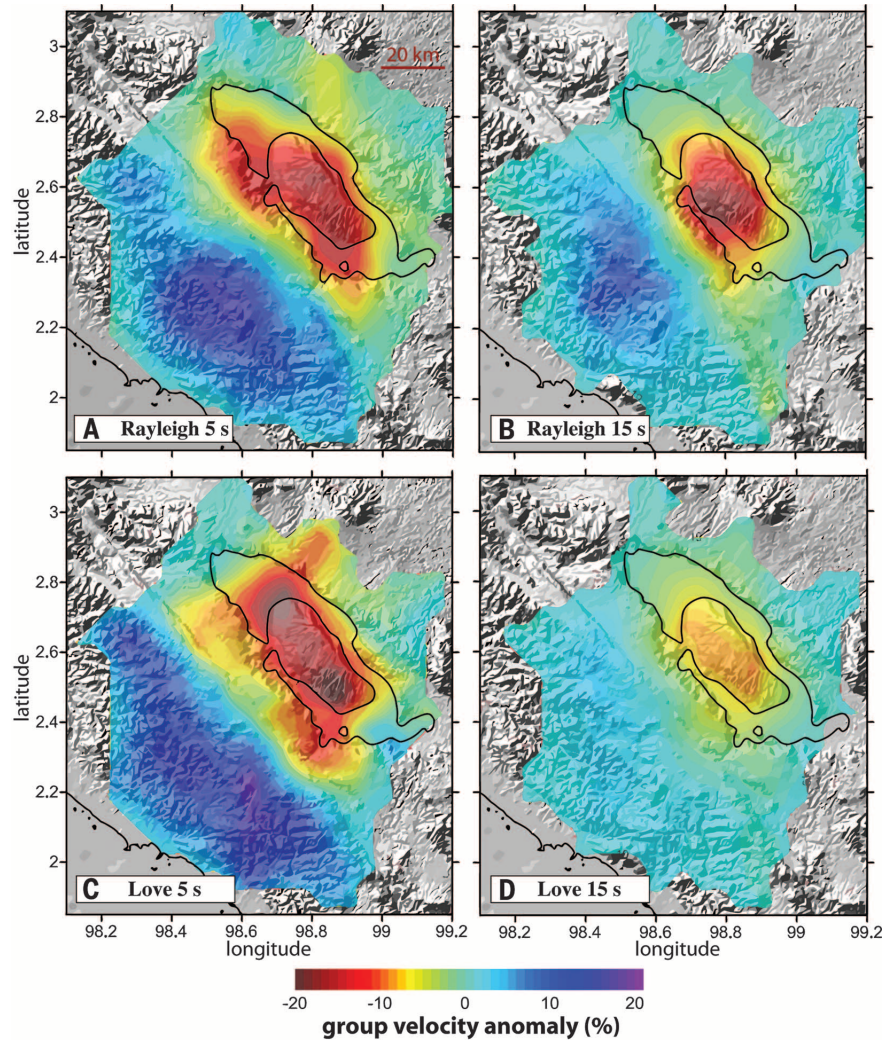 3
2.8
2.6
2.4
2.2
2
latitude
20 km
A Rayleigh 5 s
B Rayleigh 15 s
3
2.8
2.6
2.4
2.2
2
latitude
C Love 5 s
D Love 15 s
98.2 98.4 98.6 98.8 99 99.2
98.2 98.4 98.6 98.8 99 99.2
longitude longitude
-20 -10 0 10 20
group velocity anomaly (%)